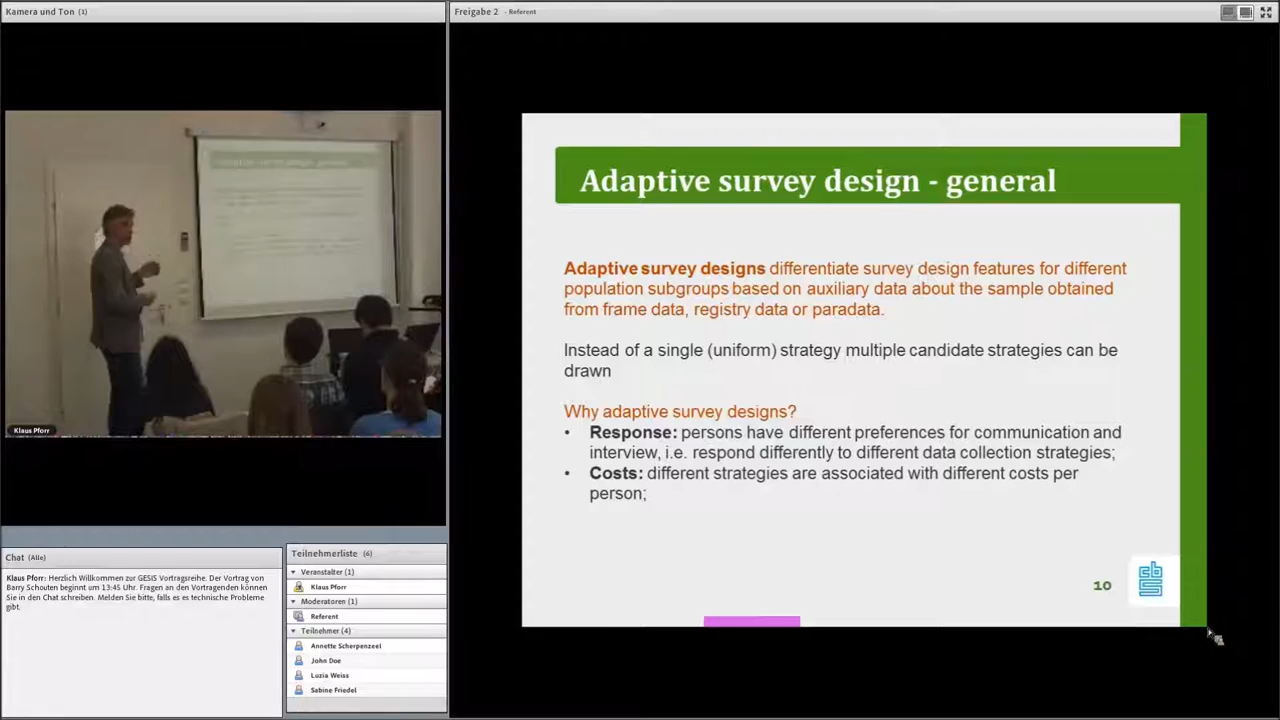 Kamera und Ton (1)
Klaus Pforr
Freigabe 2 - Referent
Adaptive survey design - general
Adaptive survey designs differentiate survey design features for different
population subgroups based on auxiliary data about the sample obtained
from frame data, registry data or paradata.
Instead of a single (uniform) strategy multiple candidate strategies can be
drawn
Why adaptive survey designs?
• Response: persons have different preferences for communication and
interview, i.e. respond differently to different data collection strategies;
• Costs: different strategies are associated with different costs per
person;
10
cbs
Chat (Alle)
Klaus Pforr: Herzlich Willkommen zur GESIS Vortragsreihe. Der Vortrag von
Barry Schouten beginnt um 13:45 Uhr. Fragen an den Vortragenden können
Sie in den Chat schreiben. Melden Sie bitte, falls es es technische Probleme
gibt.
Teilnehmerliste (6)
Veranstalter (1)
Klaus Pforr
Moderatoren (1)
Referent
Teilnehmer (4)
Annette Scherpenzeel
John Doe
Luzia Weiss
Sabine Friedel